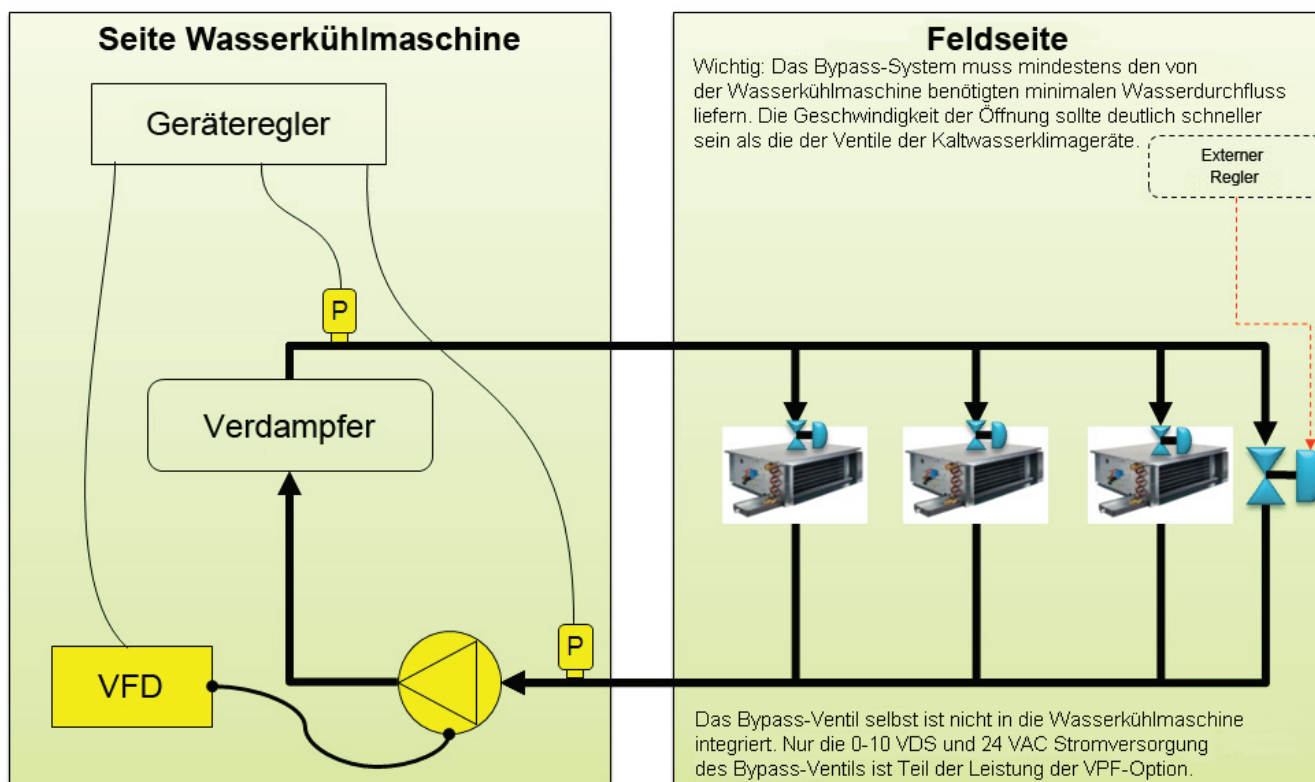 Seite Wasserkühlmaschine
Geräteregler
P
Verdampfer
VFD
P
Feldseite
Wichtig: Das Bypass-System muss mindestens den von
der Wasserkühlmaschine benötigten minimalen Wasserdurchfluss
liefern. Die Geschwindigkeit der Öffnung sollte deutlich schneller
sein als die der Ventile der Kaltwasserklimageräte.
Externer
Regler
Das Bypass-Ventil selbst ist nicht in die Wasserkühlmaschine
integriert. Nur die 0-10 VDS und 24 VAC Stromversorgung
des Bypass-Ventils ist Teil der Leistung der VPF-Option.